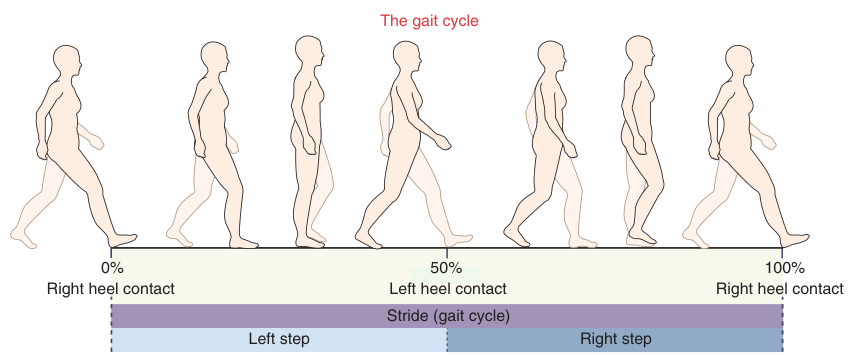 The gait cycle
0% 50% 100%
Right heel contact Left heel contact Right heel contact
Stride (gait cycle)
Left step Right step